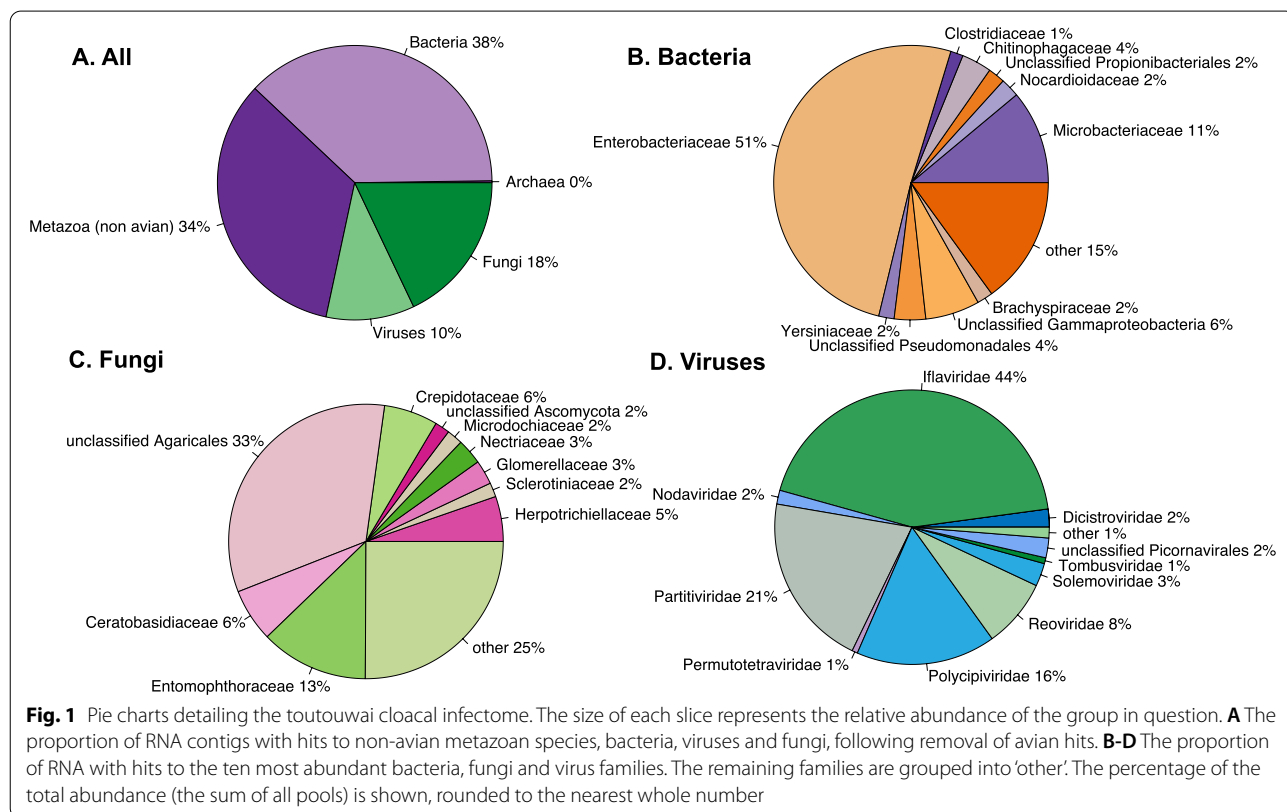 A. All
Bacteria 38%
Archaea 0%
Metazoa (non avian) 34%
Fungi 18%
Viruses 10%
B. Bacteria
Clostridiaceae 1%
Chitinophagaceae 4%
Unclassified Propionibacteriales 2%
Nocardioidaceae 2%
Enterobacteriaceae 51%
Microbacteriaceae 11%
other 15%
Brachyspiraceae 2%
Unclassified Gammaproteobacteria 6%
Yersiniaceae 2%
Unclassified Pseudomonadales 4%
C. Fungi
Crepidotaceae 6%
unclassified Ascomycota 2%
Microdochiaceae 2%
unclassified Agaricales 33%
Nectriaceae 3%
Glomerellaceae 3%
Sclerotiniaceae 2%
Herpotrichiellaceae 5%
Ceratobasidiaceae 6%
other 25%
Entomophthoraceae 13%
D. Viruses
Iflaviridae 44%
Nodaviridae 2%
Dicistroviridae 2%
other 1%
unclassified Picornavirales 2%
Tombusviridae 1%
Solemoviridae 3%
Partitiviridae 21%
Reoviridae 8%
Permutotetraviridae 1%
Polycipiviridae 16%
Fig. 1 Pie charts detailing the toutouwai cloacal infectome. The size of each slice represents the relative abundance of the group in question. A The
proportion of RNA contigs with hits to non-avian metazoan species, bacteria, viruses and fungi, following removal of avian hits. B-D The proportion
of RNA with hits to the ten most abundant bacteria, fungi and virus families. The remaining families are grouped into ‘other’. The percentage of the
total abundance (the sum of all pools) is shown, rounded to the nearest whole number